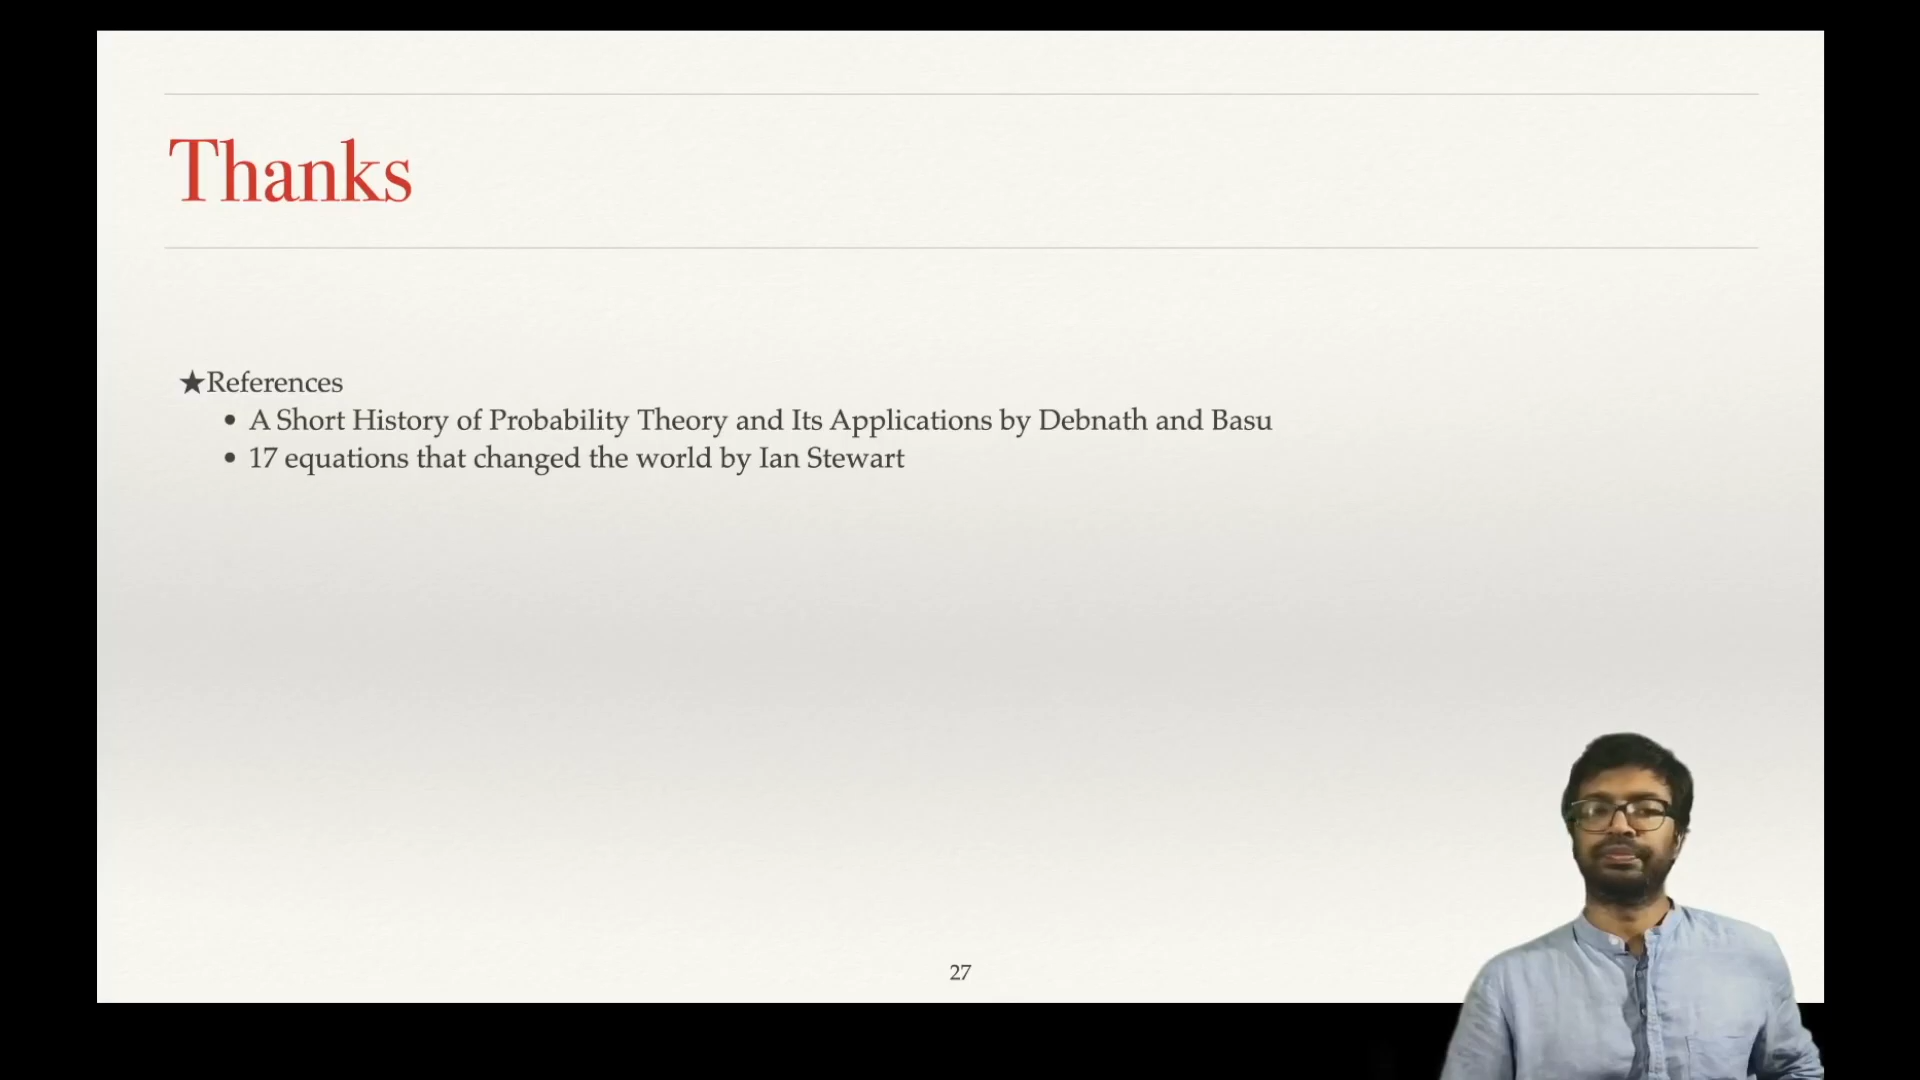 Thanks
★References
• A Short History of Probability Theory and Its Applications by Debnath and Basu
• 17 equations that changed the world by Ian Stewart
27